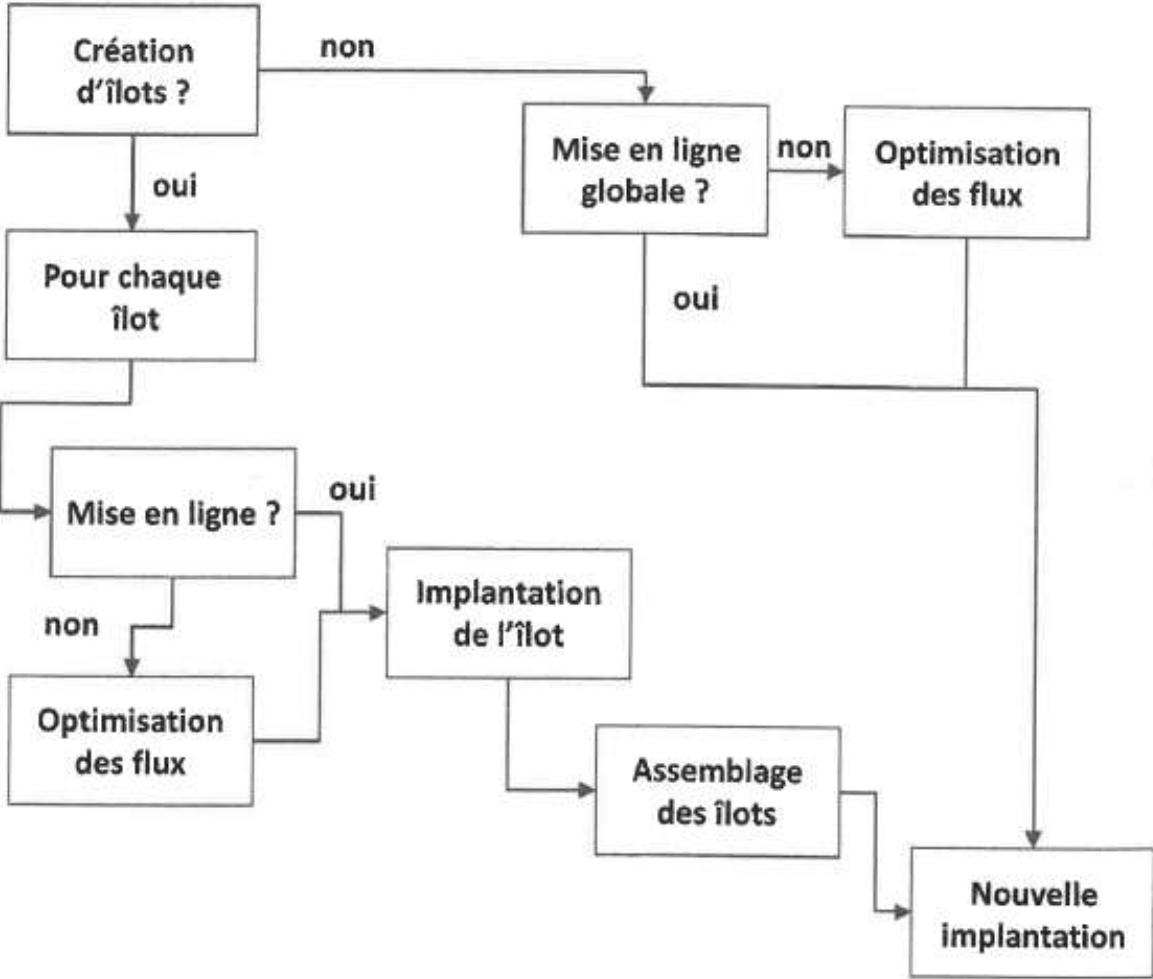 Création
d'îlots ?
non
oui
Mise en ligne
globale ?
non
Optimisation
des flux
oui
Pour chaque
îlot
Mise en ligne ?
oui
non
Optimisation
des flux
Implantation
de l'îlot
Assemblage
des îlots
Nouvelle
implantation